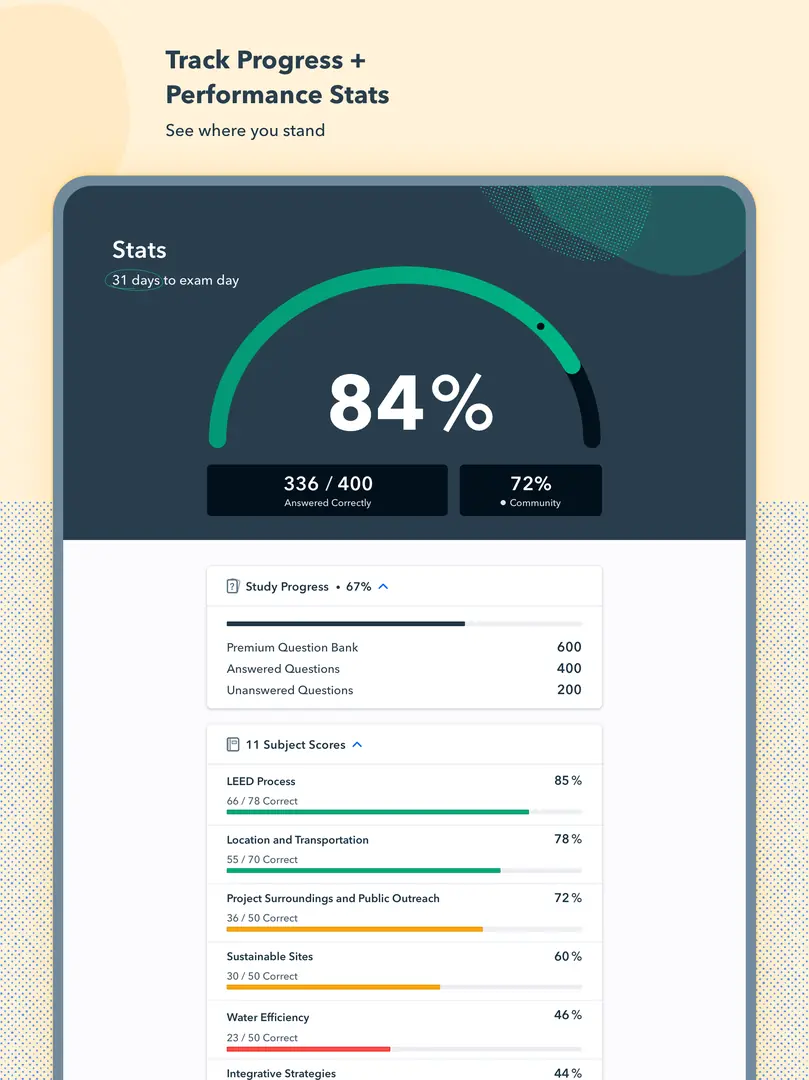 Track Progress +
Performance Stats
See where you stand
Stats
31 days to exam day
84%
336 / 400
Answered Correctly
72%
Community
Study Progress • 67%
Premium Question Bank 600
Answered Questions 400
Unanswered Questions 200
11 Subject Scores
LEED Process 85%
66 / 78 Correct
Location and Transportation 78%
55 / 70 Correct
Project Surroundings and Public Outreach 72%
36 / 50 Correct
Sustainable Sites 60%
30 / 50 Correct
Water Efficiency 46%
23 / 50 Correct
Integrative Strategies 44%